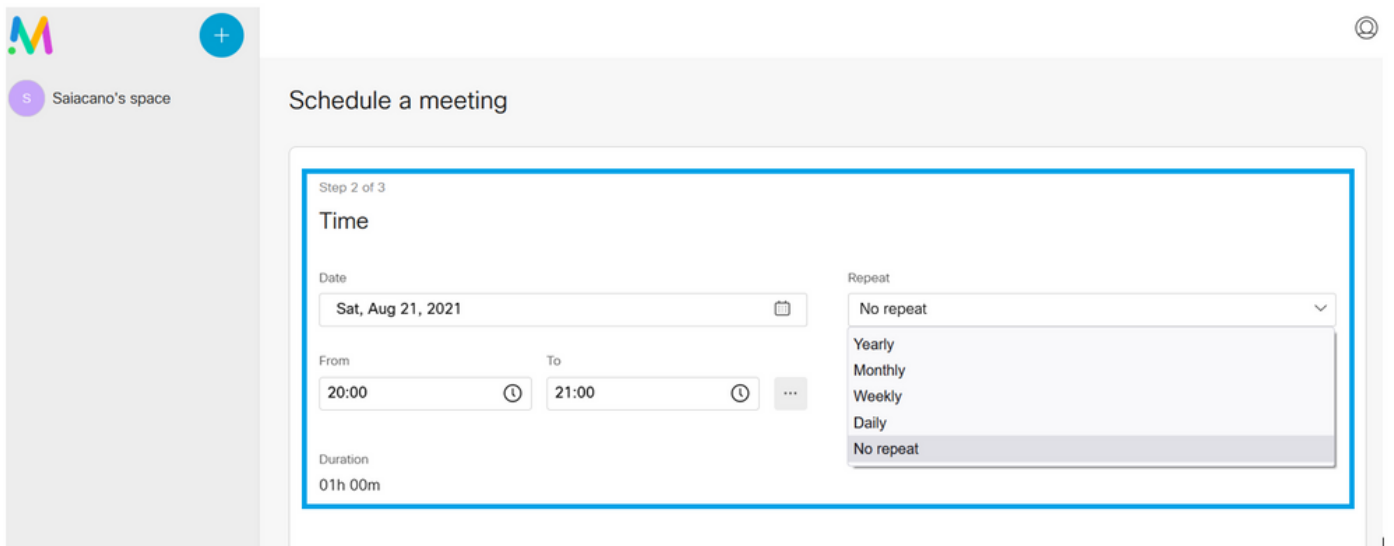 S
Saiacano's space
Schedule a meeting
Step 2 of 3
Time
Date
Sat, Aug 21, 2021
Repeat
No repeat
Yearly
Monthly
Weekly
Daily
No repeat
From
To
20:00
21:00
...
Duration
01h 00m